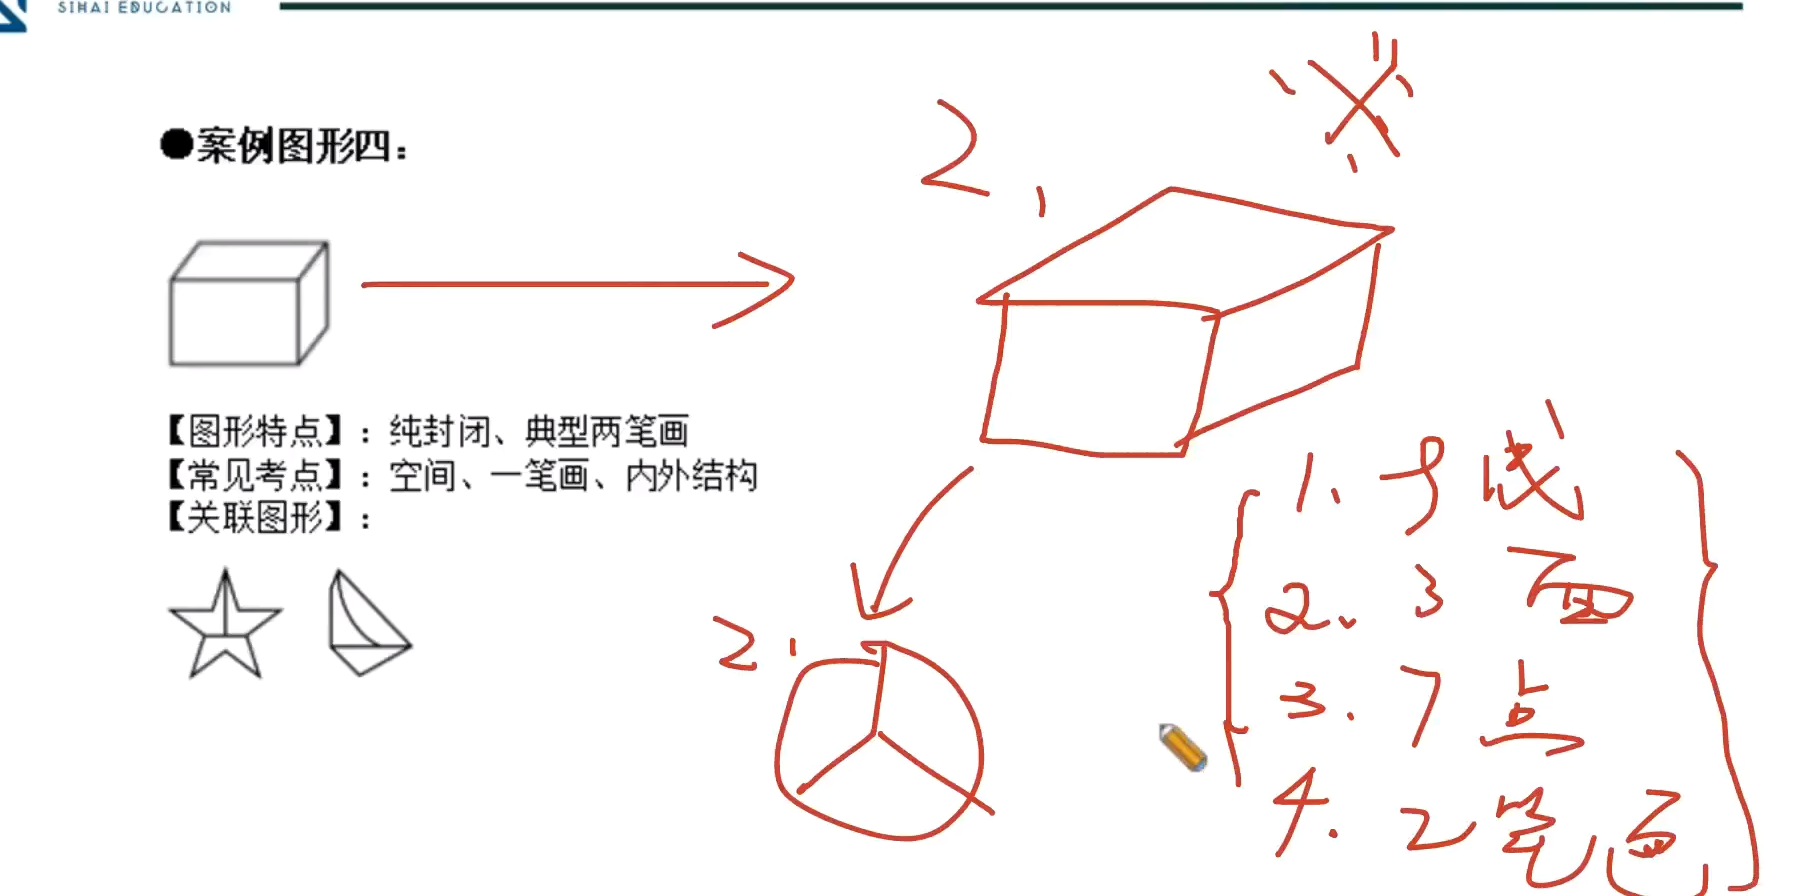 SIHAI EDUCATION
●案例图形四：
【图形特点】：纯封闭、典型两笔画
【常见考点】：空间、一笔画、内外结构
【关联图形】：
2
2
1. 9 线
2. 3 面
3. 7 点
4. 2 笔画